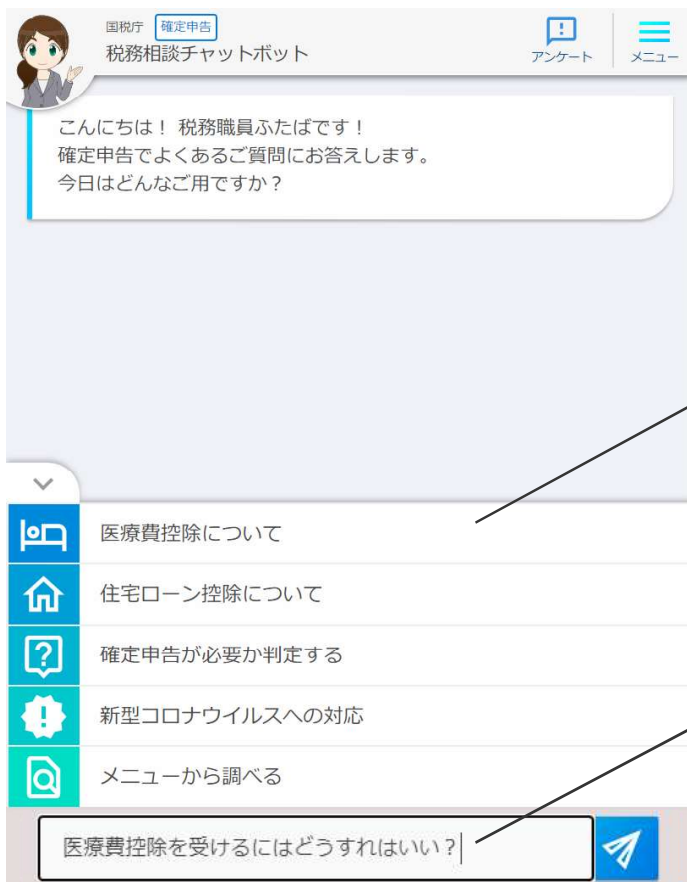 国税庁 確定申告
税務相談チャットボット
アンケート
メニュー
こんにちは！ 税務職員ふたばです！
確定申告でよくあるご質問にお答えします。
今日はどんなご用ですか？
医療費控除について
住宅ローン控除について
確定申告が必要か判定する
新型コロナウイルスへの対応
メニューから調べる
医療費控除を受けるにはどうすれはいい？